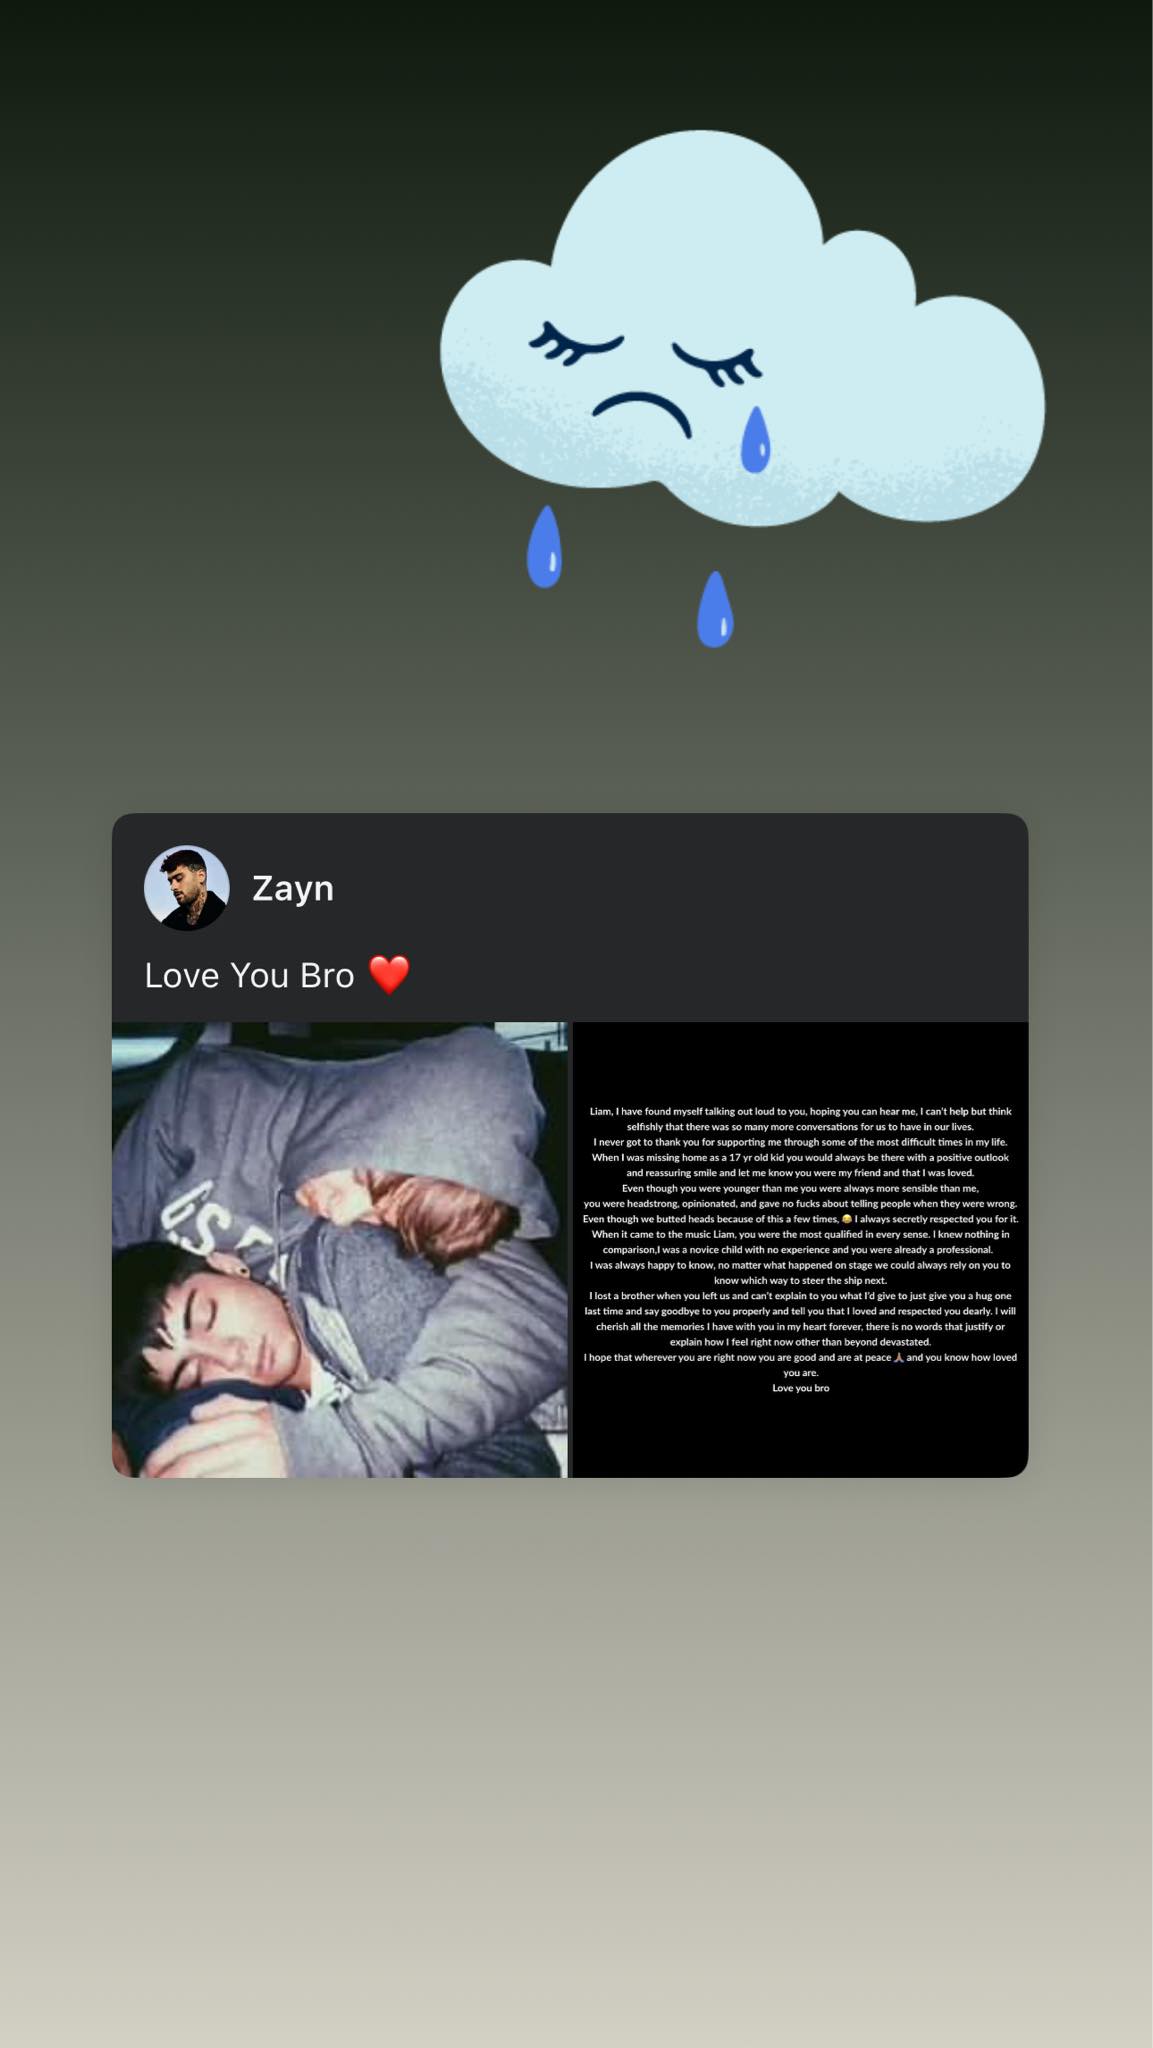 Zayn
Love You Bro ❤️
Liam, I have found myself talking out loud to you, hoping you can hear me, I can't help but think
selfishly that there was so many more conversations for us to have in our lives.
I never got to thank you for supporting me through some of the most difficult times in my life.
When I was missing home as a 17 yr old kid you would always be there with a positive outlook
and reassuring smile and let me know you were my friend and that I was loved.
Even though you were younger than me you were always more sensible than me,
you were headstrong, opinionated, and gave no fucks about telling people when they were wrong.
Even though we butted heads because of this a few times, 😂 I always secretly respected you for it.
When it came to the music Liam, you were the most qualified in every sense. I knew nothing in
comparison,I was a novice child with no experience and you were already a professional.
I was always happy to know, no matter what happened on stage we could always rely on you to
know which way to steer the ship next.
I lost a brother when you left us and can't explain to you what I'd give to just give you a hug one
last time and say goodbye to you properly and tell you that I loved and respected you dearly. I will
cherish all the memories I have with you in my heart forever, there is no words that justify or
explain how I feel right now other than beyond devastated.
I hope that wherever you are right now you are good and are at peace 🙏🏽 and you know how loved
you are.
Love you bro